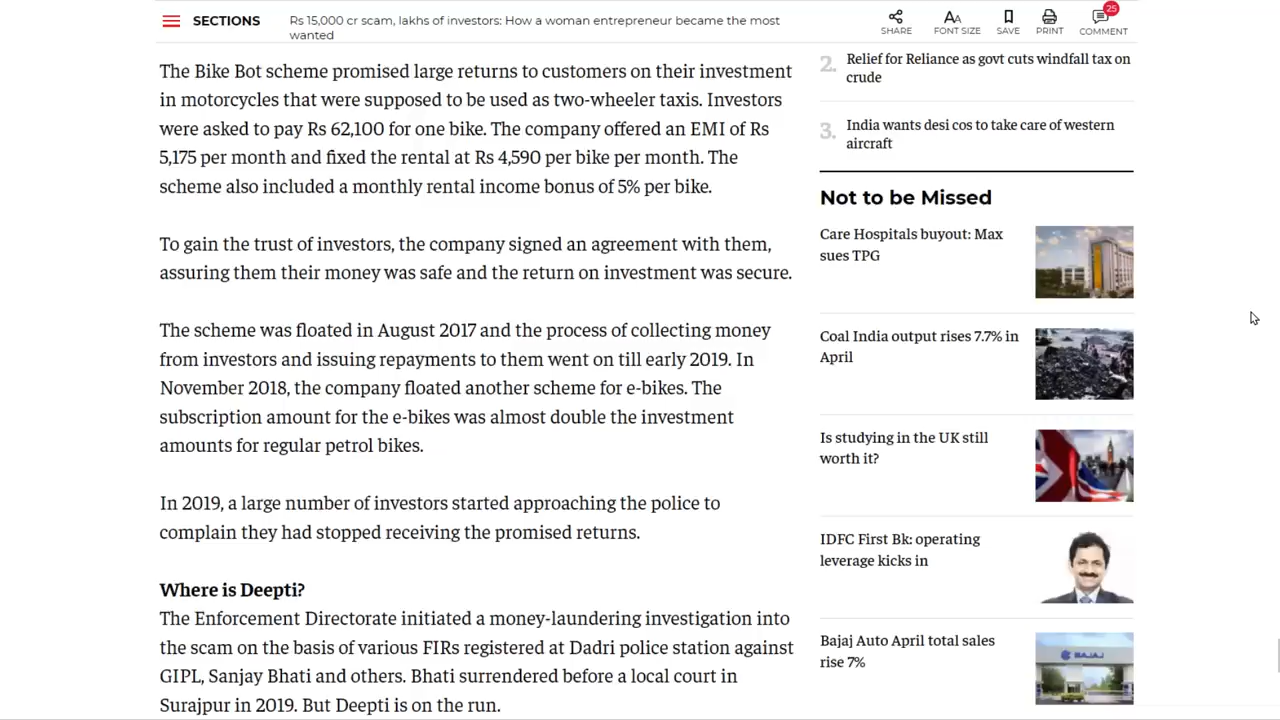 SECTIONS
Rs 15,000 cr scam, lakhs of investors: How a woman entrepreneur became the most
wanted
SHARE
AA
FONT SIZE
SAVE
PRINT
25
COMMENT
The Bike Bot scheme promised large returns to customers on their investment
in motorcycles that were supposed to be used as two-wheeler taxis. Investors
were asked to pay Rs 62,100 for one bike. The company offered an EMI of Rs
5,175 per month and fixed the rental at Rs 4,590 per bike per month. The
scheme also included a monthly rental income bonus of 5% per bike.
To gain the trust of investors, the company signed an agreement with them,
assuring them their money was safe and the return on investment was secure.
The scheme was floated in August 2017 and the process of collecting money
from investors and issuing repayments to them went on till early 2019. In
November 2018, the company floated another scheme for e-bikes. The
subscription amount for the e-bikes was almost double the investment
amounts for regular petrol bikes.
In 2019, a large number of investors started approaching the police to
complain they had stopped receiving the promised returns.
Where is Deepti?
The Enforcement Directorate initiated a money-laundering investigation into
the scam on the basis of various FIRs registered at Dadri police station against
GIPL, Sanjay Bhati and others. Bhati surrendered before a local court in
Surajpur in 2019. But Deepti is on the run.
2. Relief for Reliance as govt cuts windfall tax on
crude
3. India wants desi cos to take care of western
aircraft
Not to be Missed
Care Hospitals buyout: Max
sues TPG
Coal India output rises 7.7% in
April
Is studying in the UK still
worth it?
IDFC First Bk: operating
leverage kicks in
Bajaj Auto April total sales
rise 7%
BAJAJ